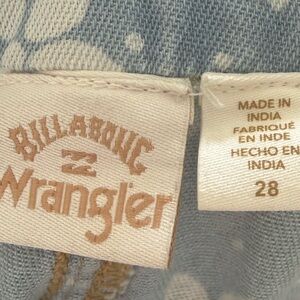 BILLABONG
Wrangler
MADE IN
INDIA
FABRIQUÉ
EN INDE
HECHO EN
INDIA
28